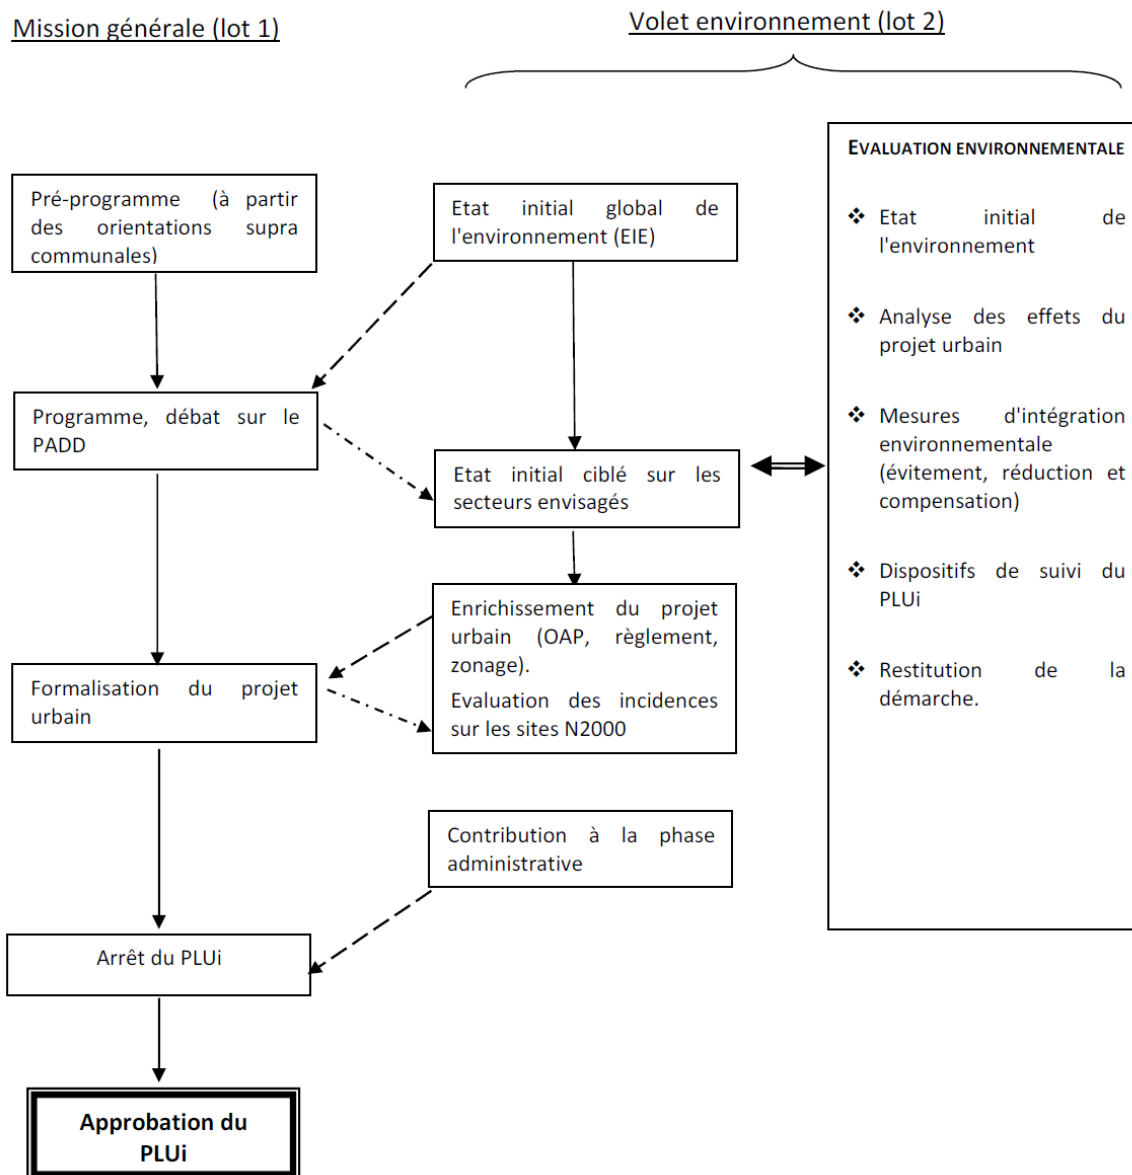 Mission générale (lot 1)
Volet environnement (lot 2)
Pré-programme (à partir
des orientations supra
communales)
Etat initial global de
l'environnement (EIE)
Programme, débat sur le
PADD
Etat initial ciblé sur les
secteurs envisagés
Enrichissement du projet
urbain (OAP, règlement,
zonage).
Evaluation des incidences
sur les sites N2000
Formalisation du projet
urbain
Contribution à la phase
administrative
Arrêt du PLUi
Approbation du
PLUi
EVALUATION ENVIRONNEMENTALE
❖ Etat initial de
l'environnement
❖ Analyse des effets du
projet urbain
❖ Mesures d'intégration
environnementale
(évitement, réduction et
compensation)
❖ Dispositifs de suivi du
PLUi
❖ Restitution de la
démarche.